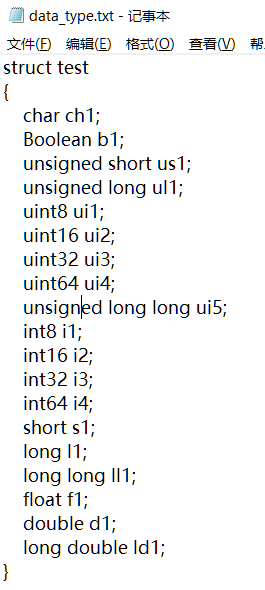 data_type.txt - 记事本
文件(F) 编辑(E) 格式(O) 查看(V) 帮
struct test
{
char ch1;
Boolean b1;
unsigned short us1;
unsigned long ul1;
uint8 ui1;
uint16 ui2;
uint32 ui3;
uint64 ui4;
unsigned long long ui5;
int8 i1;
int16 i2;
int32 i3;
int64 i4;
short s1;
long l1;
long long ll1;
float f1;
double d1;
long double ld1;
}